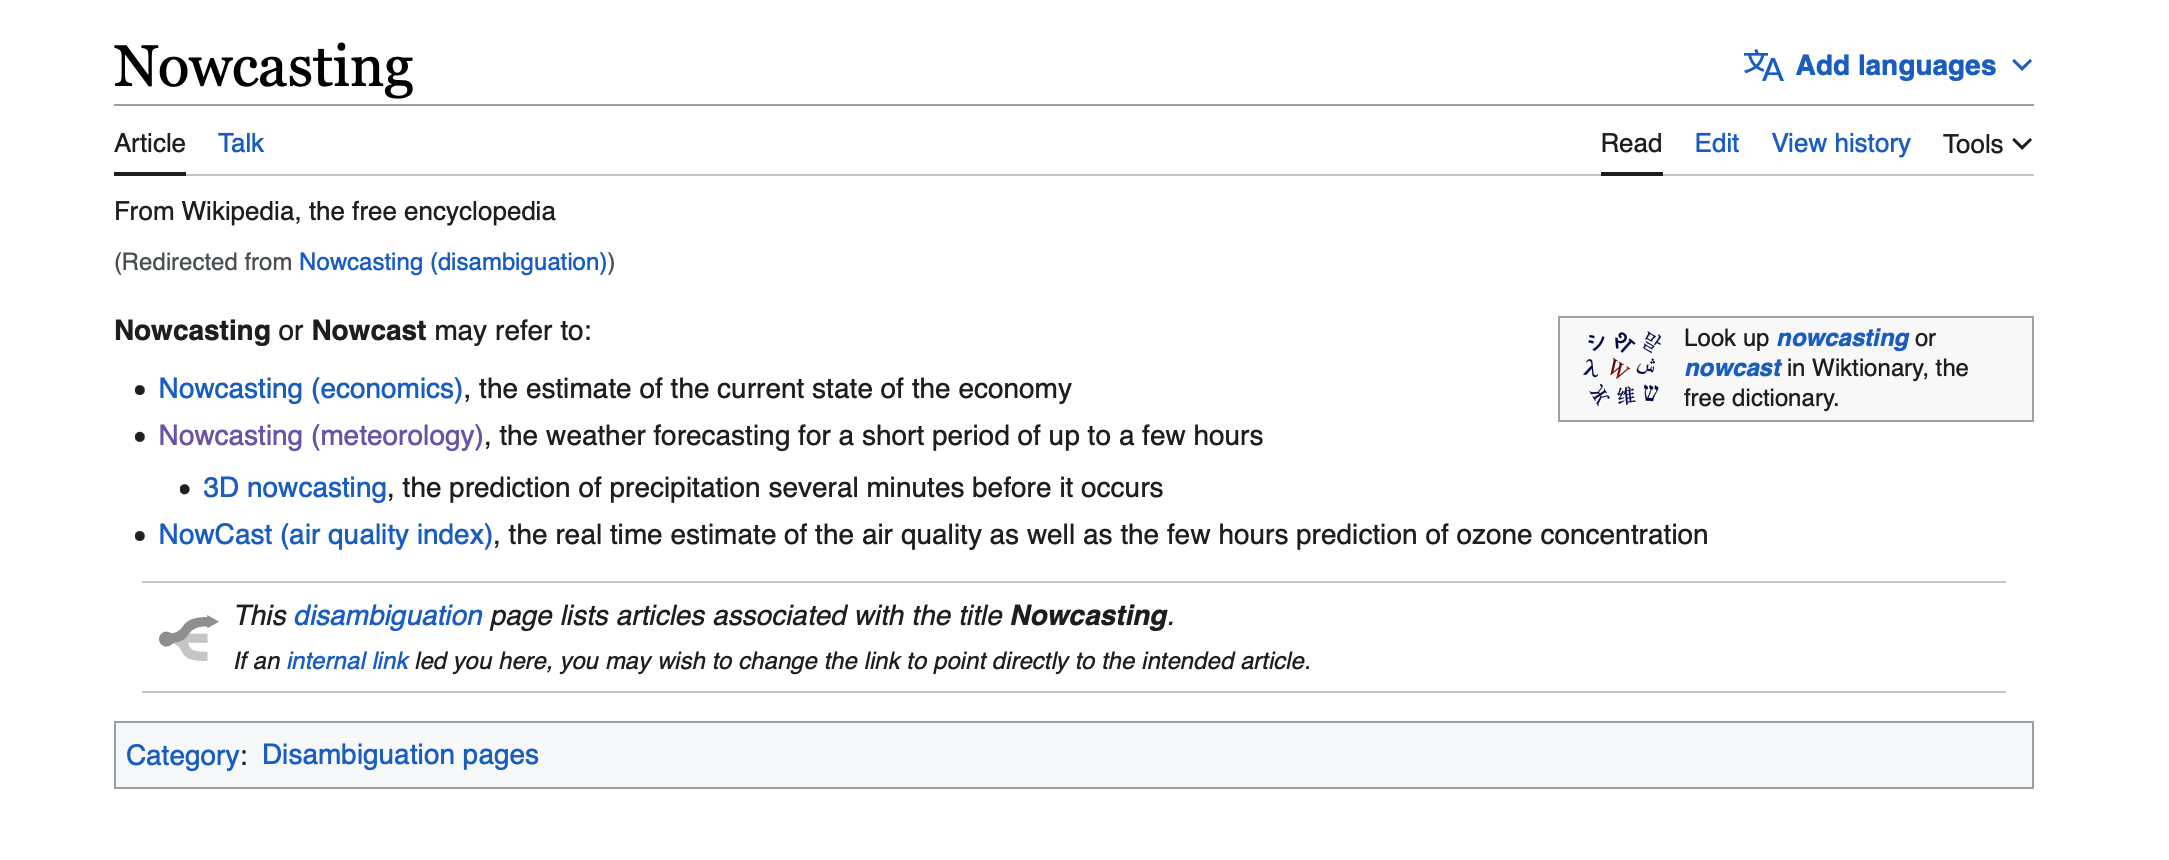 Nowcasting
文A Add languages
Article Talk
Read Edit View history Tools
From Wikipedia, the free encyclopedia
(Redirected from Nowcasting (disambiguation))
Nowcasting or Nowcast may refer to:
• Nowcasting (economics), the estimate of the current state of the economy
• Nowcasting (meteorology), the weather forecasting for a short period of up to a few hours
• 3D nowcasting, the prediction of precipitation several minutes before it occurs
• NowCast (air quality index), the real time estimate of the air quality as well as the few hours prediction of ozone concentration
Look up nowcasting or
nowcast in Wiktionary, the
free dictionary.
シ
λ W ش
维 ש
This disambiguation page lists articles associated with the title Nowcasting.
If an internal link led you here, you may wish to change the link to point directly to the intended article.
Category: Disambiguation pages